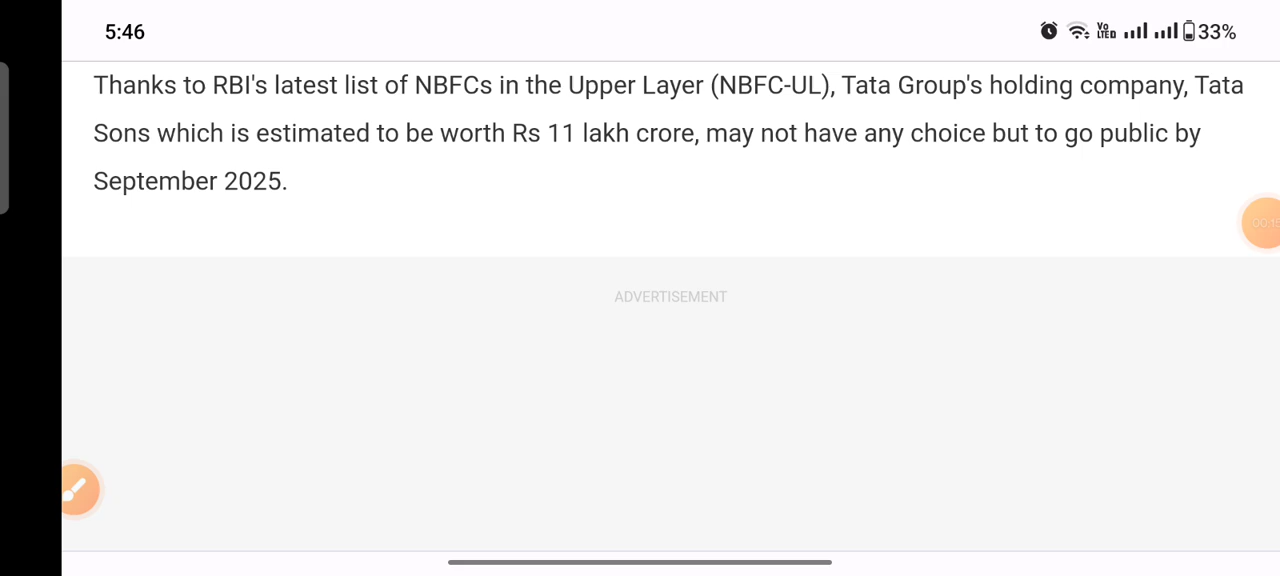 5:46
Vo LTED 33%
Thanks to RBI's latest list of NBFCs in the Upper Layer (NBFC-UL), Tata Group's holding company, Tata
Sons which is estimated to be worth Rs 11 lakh crore, may not have any choice but to go public by
September 2025.
ADVERTISEMENT